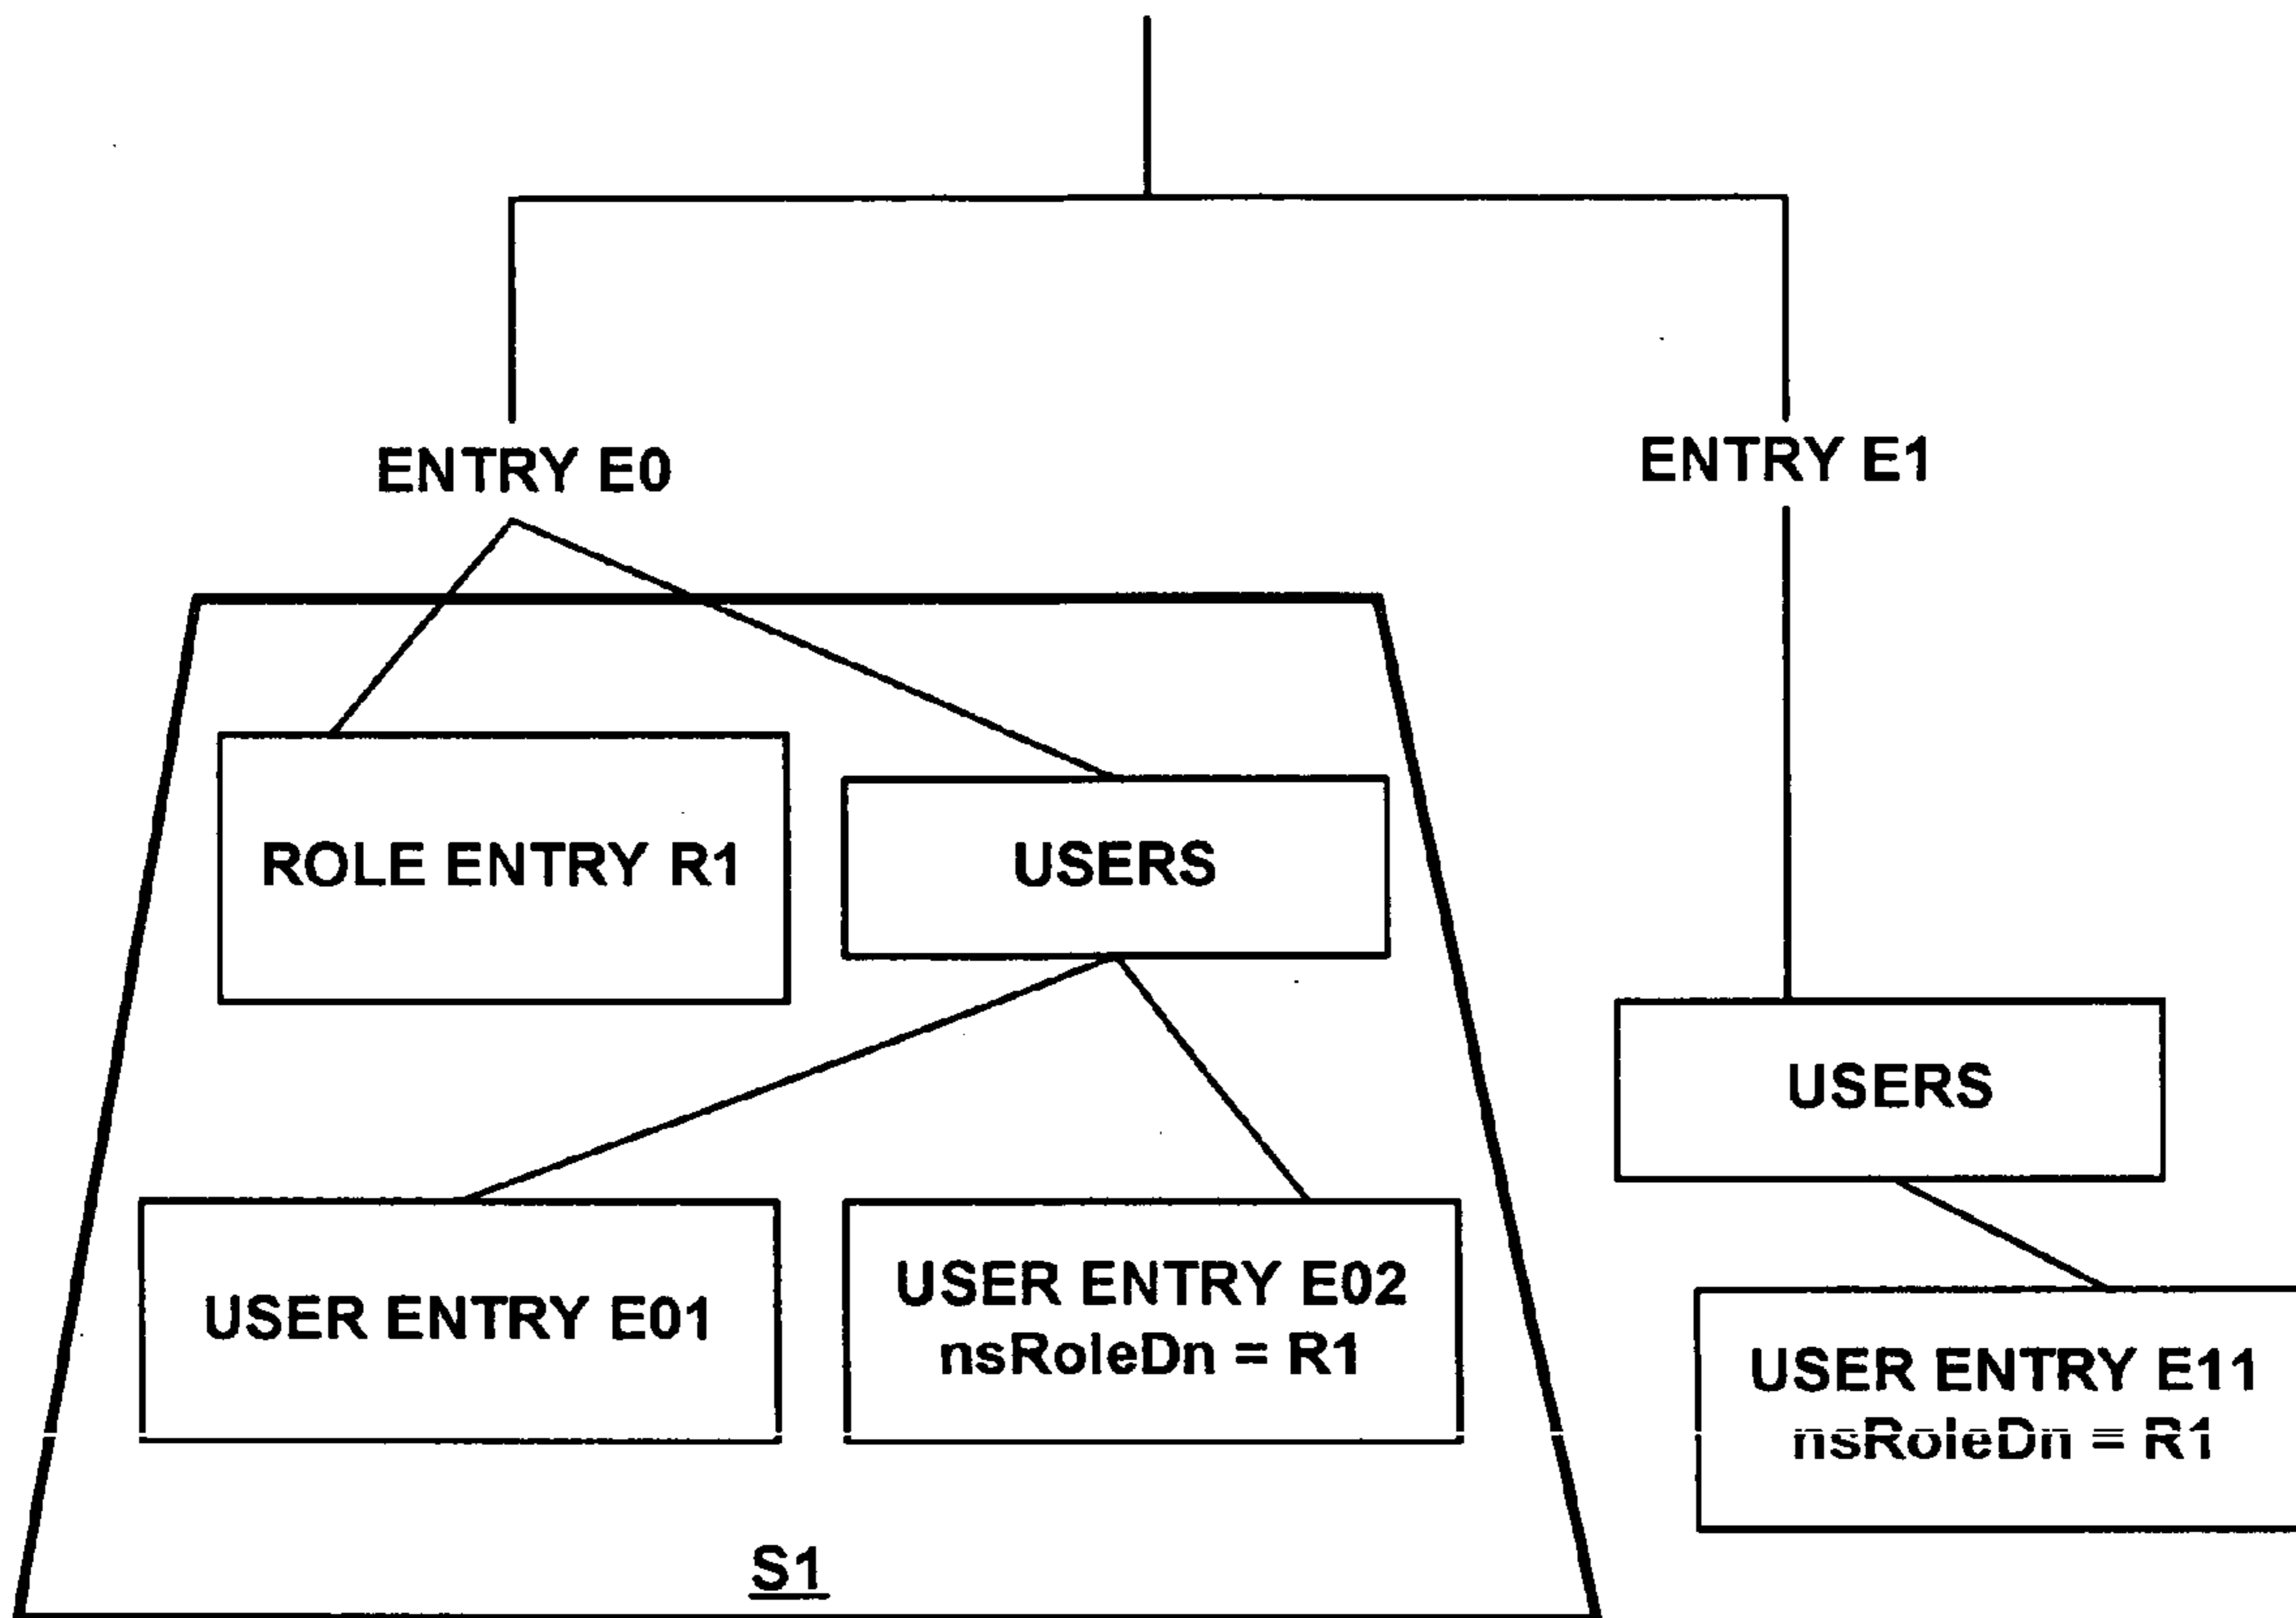 ENTRY E0
ENTRY E1
ROLE ENTRY R1
USERS
USERS
USER ENTRY E01
USER ENTRY E02
nsRoleDn = R1
USER ENTRY E11
nsRoleDn = R1
S1